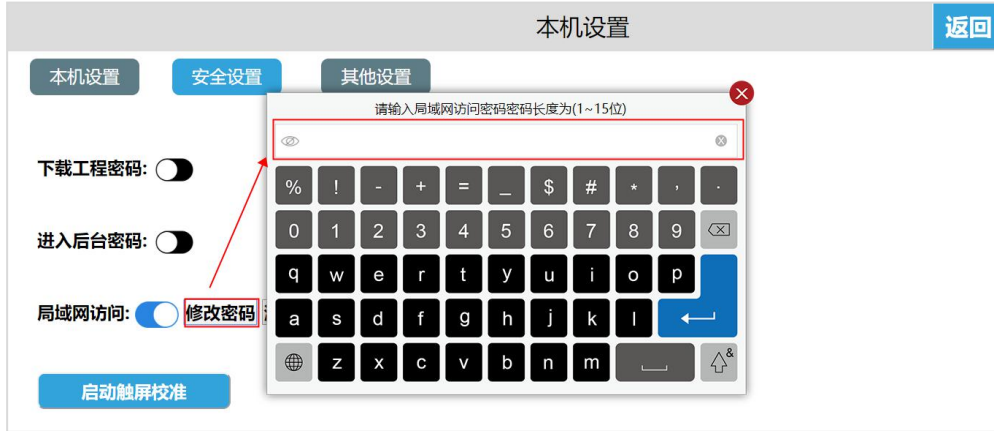 本机设置
返回
本机设置 安全设置 其他设置
请输入局域网访问密码密码长度为(1~15位)
下载工程密码:
% ! - + = _ $ # * , .
进入后台密码:
0 1 2 3 4 5 6 7 8 9
q w e r t y u i o p
局域网访问: 修改密码
a s d f g h j k l
z x c v b n m &
启动触屏校准